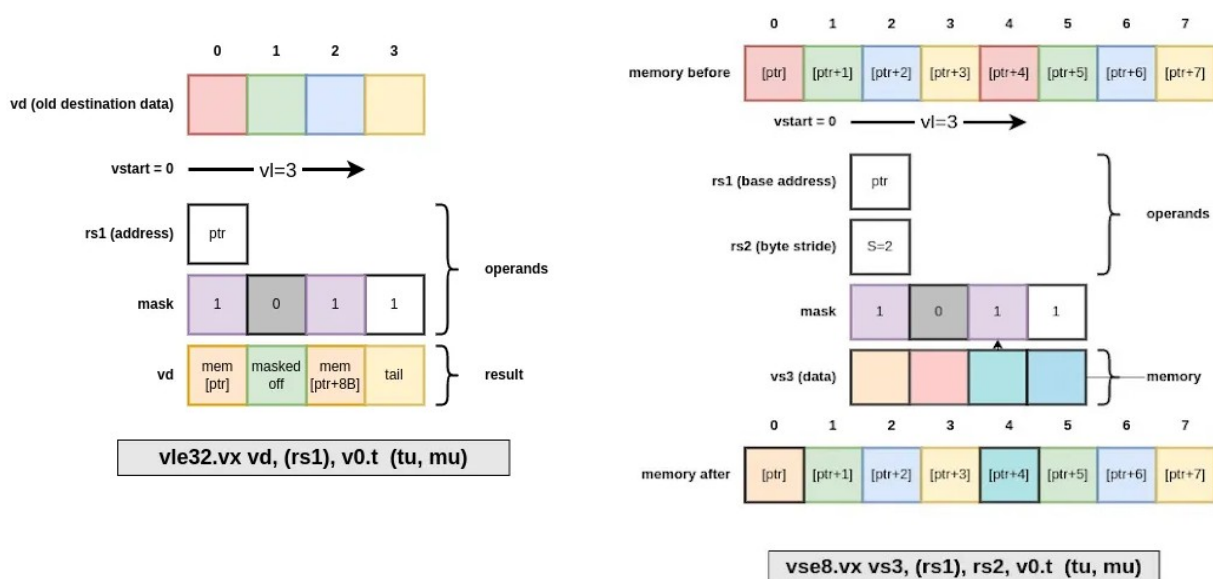 0 1 2 3
vd (old destination data)
vstart = 0 vl=3
rs1 (address) ptr
operands
mask 1 0 1 1
vd mem [ptr] masked off mem [ptr+8B] tail result
vle32.vx vd, (rs1), v0.t (tu, mu)
0 1 2 3 4 5 6 7
memory before [ptr] [ptr+1] [ptr+2] [ptr+3] [ptr+4] [ptr+5] [ptr+6] [ptr+7]
vstart = 0 vl=3
rs1 (base address) ptr
operands
rs2 (byte stride) S=2
mask 1 0 1 1
vs3 (data) memory
0 1 2 3 4 5 6 7
memory after [ptr] [ptr+1] [ptr+2] [ptr+3] [ptr+4] [ptr+5] [ptr+6] [ptr+7]
vse8.vx vs3, (rs1), rs2, v0.t (tu, mu)